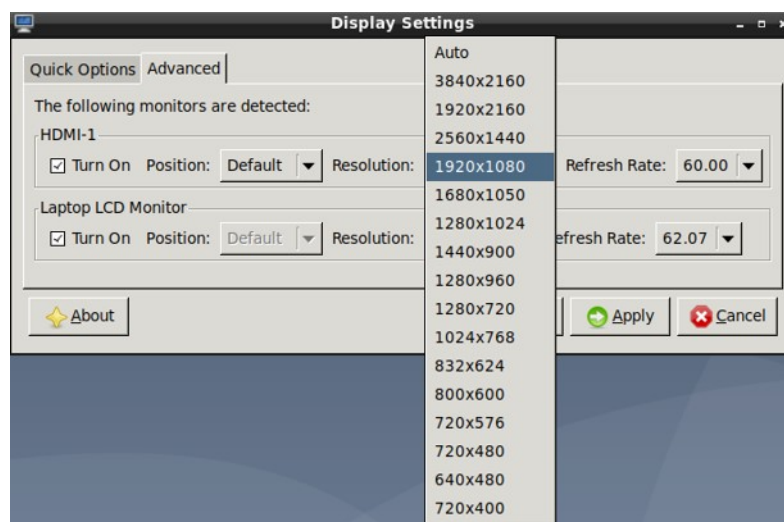 Display Settings
Quick Options Advanced
The following monitors are detected:
HDMI-1
Turn On Position: Default Resolution: Refresh Rate: 60.00
Laptop LCD Monitor
Turn On Position: Default Resolution: efresh Rate: 62.07
About Apply Cancel
Auto
3840x2160
1920x2160
2560x1440
1920x1080
1680x1050
1280x1024
1440x900
1280x960
1280x720
1024x768
832x624
800x600
720x576
720x480
640x480
720x400